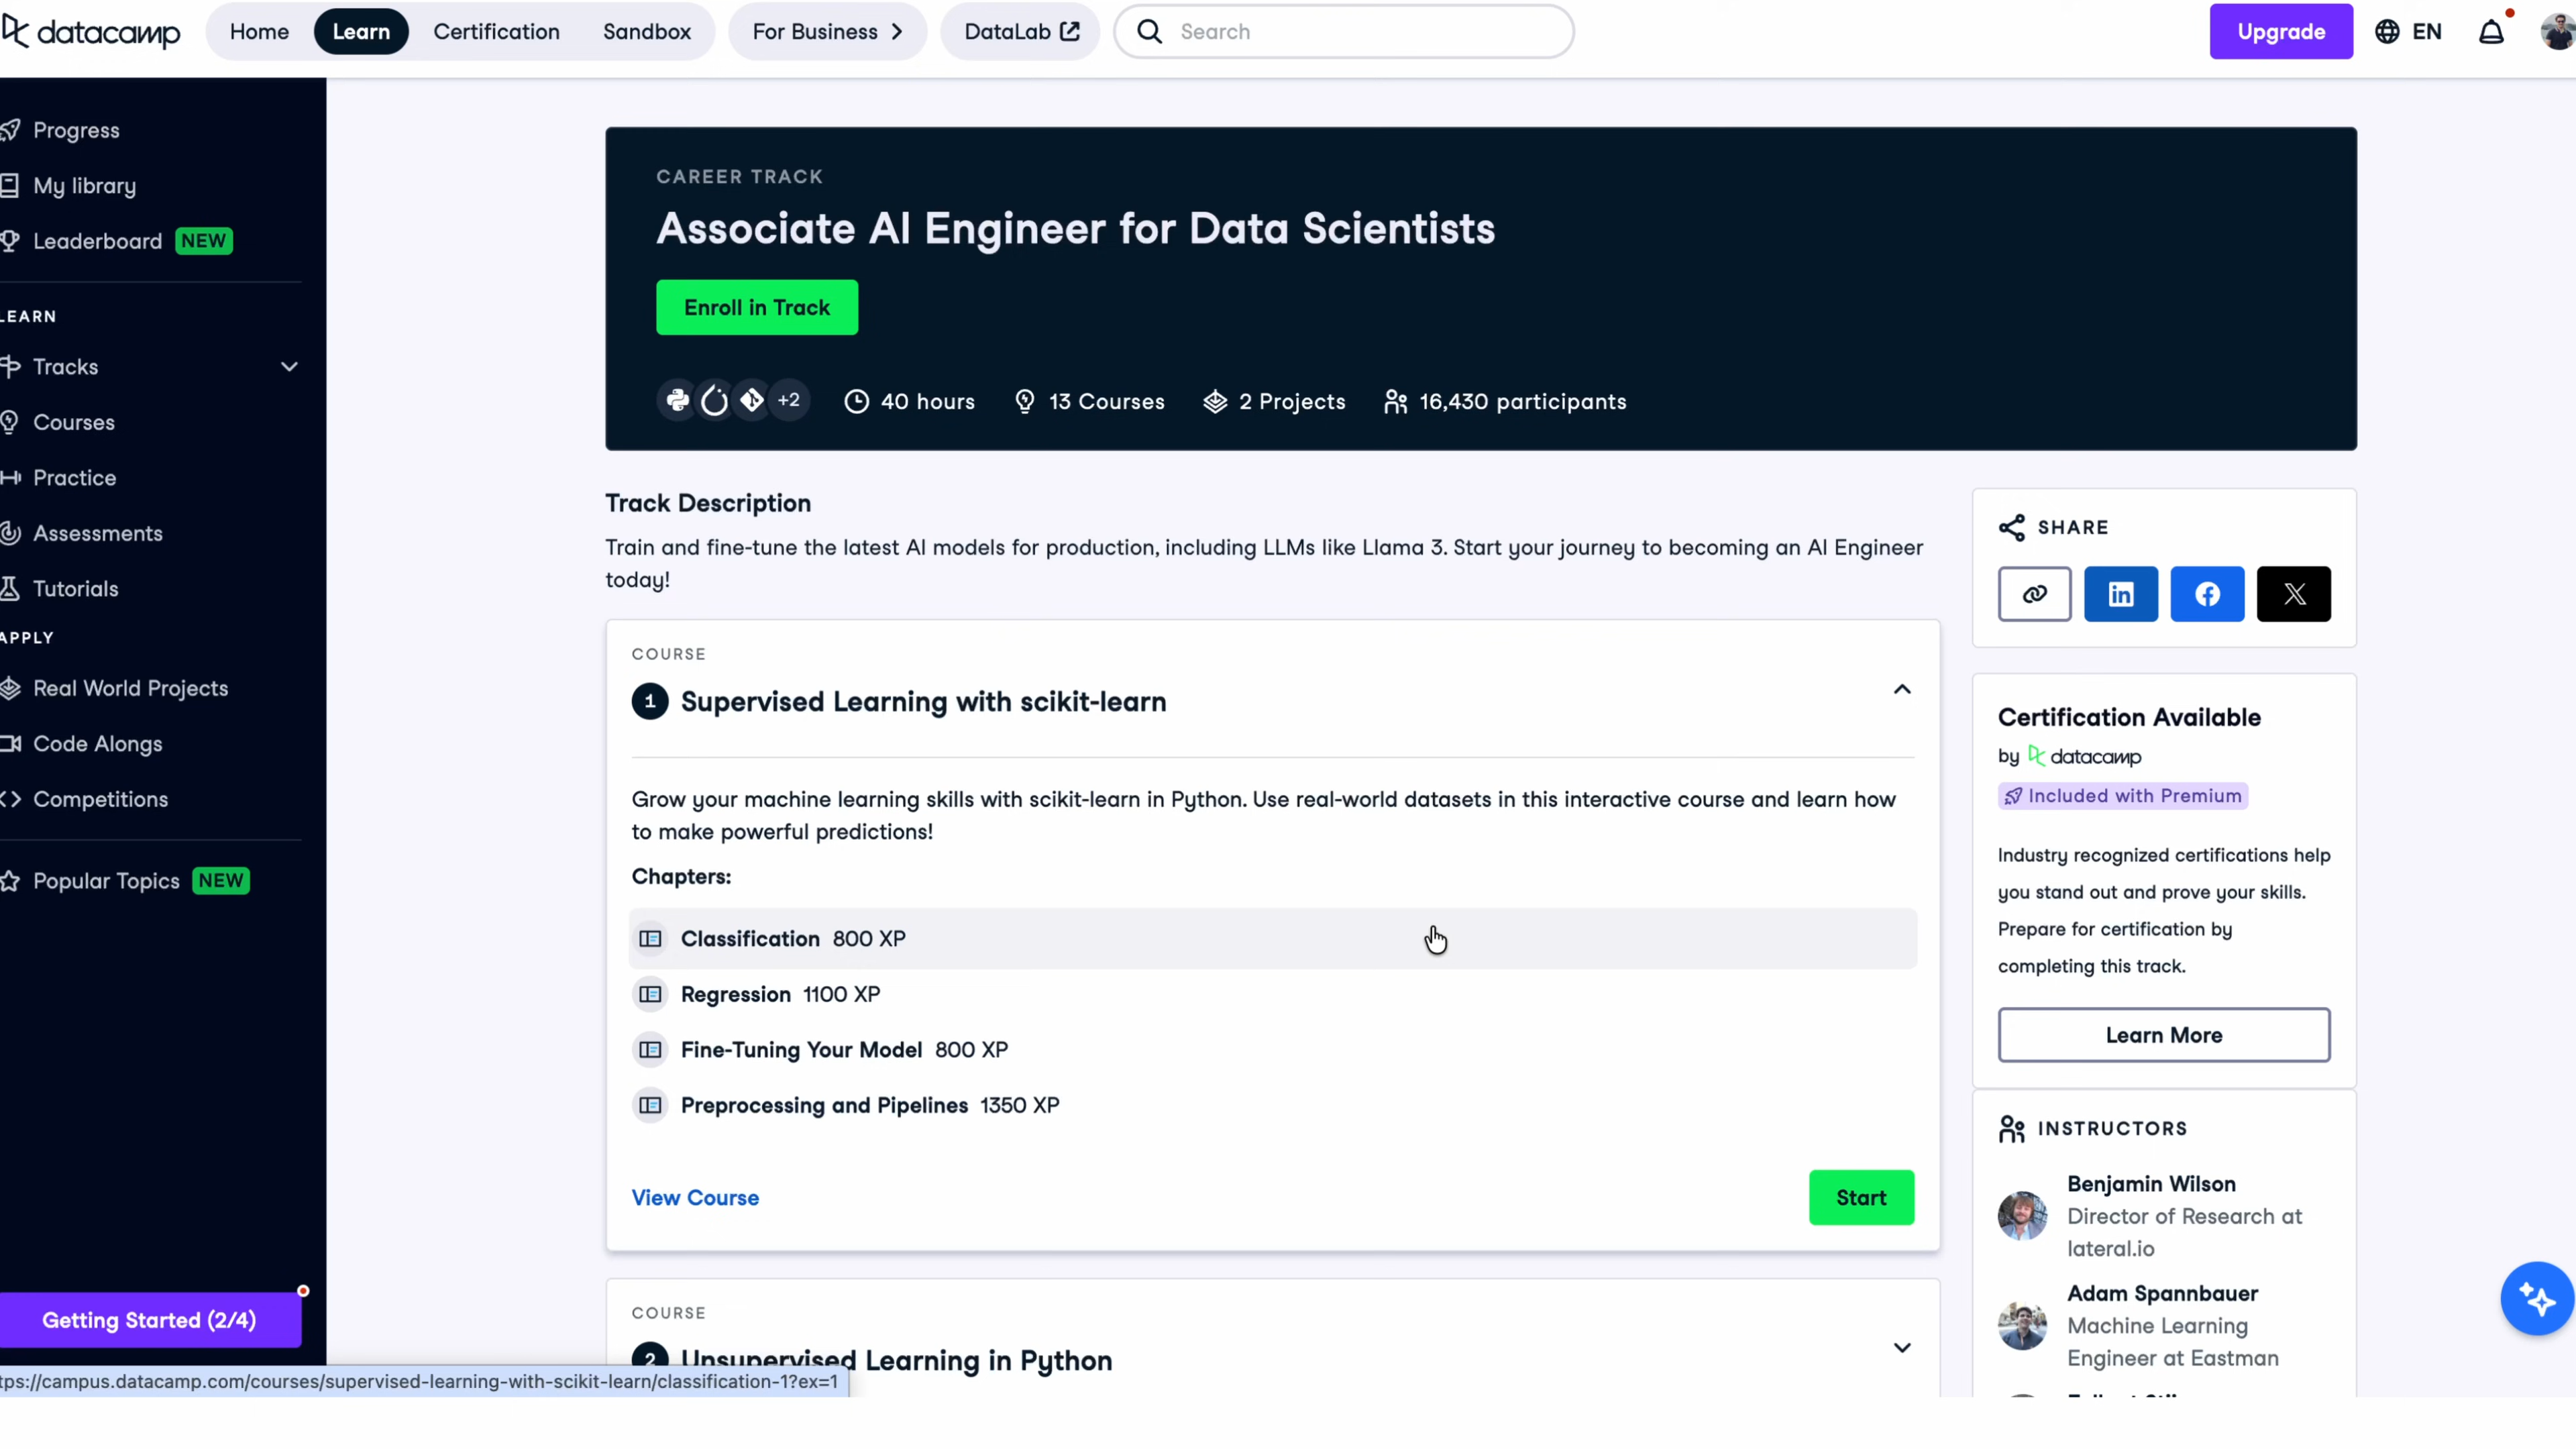 datacamp
Home
Learn
Certification
Sandbox
For Business
DataLab
Search
Upgrade
EN
Progress
My library
Leaderboard NEW
LEARN
Tracks
Courses
Practice
Assessments
Tutorials
APPLY
Real World Projects
Code Alongs
Competitions
Popular Topics NEW
Getting Started (2/4)
CAREER TRACK
Associate AI Engineer for Data Scientists
Enroll in Track
+2 40 hours 13 Courses 2 Projects 16,430 participants
Track Description
Train and fine-tune the latest AI models for production, including LLMs like Llama 3. Start your journey to becoming an AI Engineer
today!
COURSE
1 Supervised Learning with scikit-learn
Grow your machine learning skills with scikit-learn in Python. Use real-world datasets in this interactive course and learn how
to make powerful predictions!
Chapters:
Classification 800 XP
Regression 1100 XP
Fine-Tuning Your Model 800 XP
Preprocessing and Pipelines 1350 XP
View Course
Start
COURSE
2 Unsupervised Learning in Python
SHARE
in
Certification Available
by datacamp
Included with Premium
Industry recognized certifications help
you stand out and prove your skills.
Prepare for certification by
completing this track.
Learn More
INSTRUCTORS
Benjamin Wilson
Director of Research at
lateral.io
Adam Spannbauer
Machine Learning
Engineer at Eastman
tps://campus.datacamp.com/courses/supervised-learning-with-scikit-learn/classification-1?ex=1